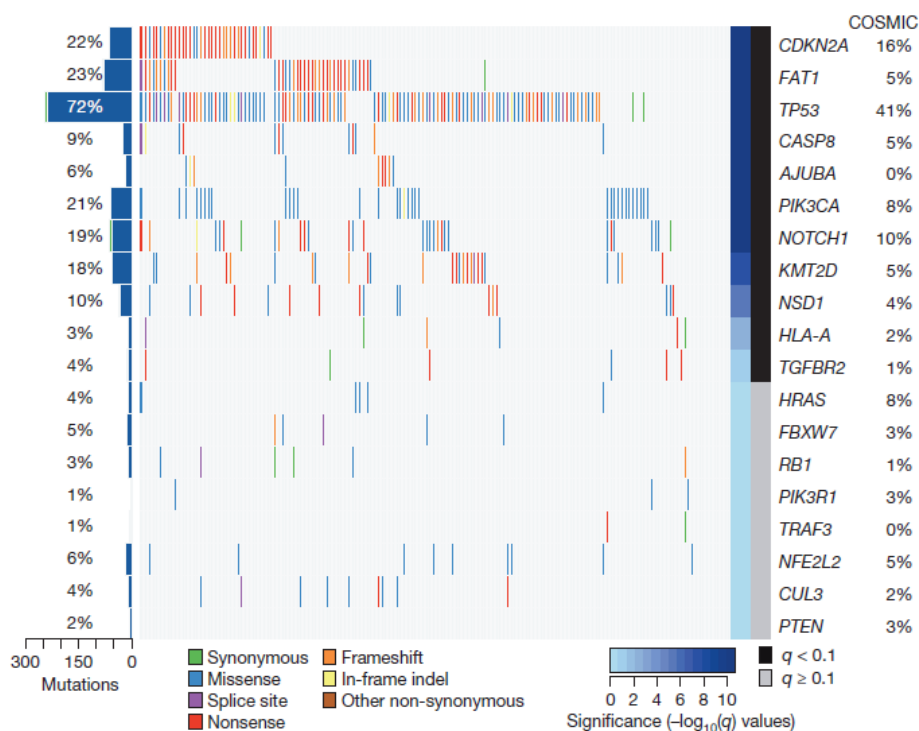 COSMIC
22% CDKN2A 16%
23% FAT1 5%
72% TP53 41%
9% CASP8 5%
6% AJUBA 0%
21% PIK3CA 8%
19% NOTCH1 10%
18% KMT2D 5%
10% NSD1 4%
3% HLA-A 2%
4% TGFBR2 1%
4% HRAS 8%
5% FBXW7 3%
3% RB1 1%
1% PIK3R1 3%
1% TRAF3 0%
6% NFE2L2 5%
4% CUL3 2%
2% PTEN 3%
300 150 0
Mutations
Synonymous Frameshift
Missense In-frame indel
Splice site Other non-synonymous
Nonsense
0 2 4 6 8 10
Significance (–log10(q) values)
q < 0.1
q ≥ 0.1